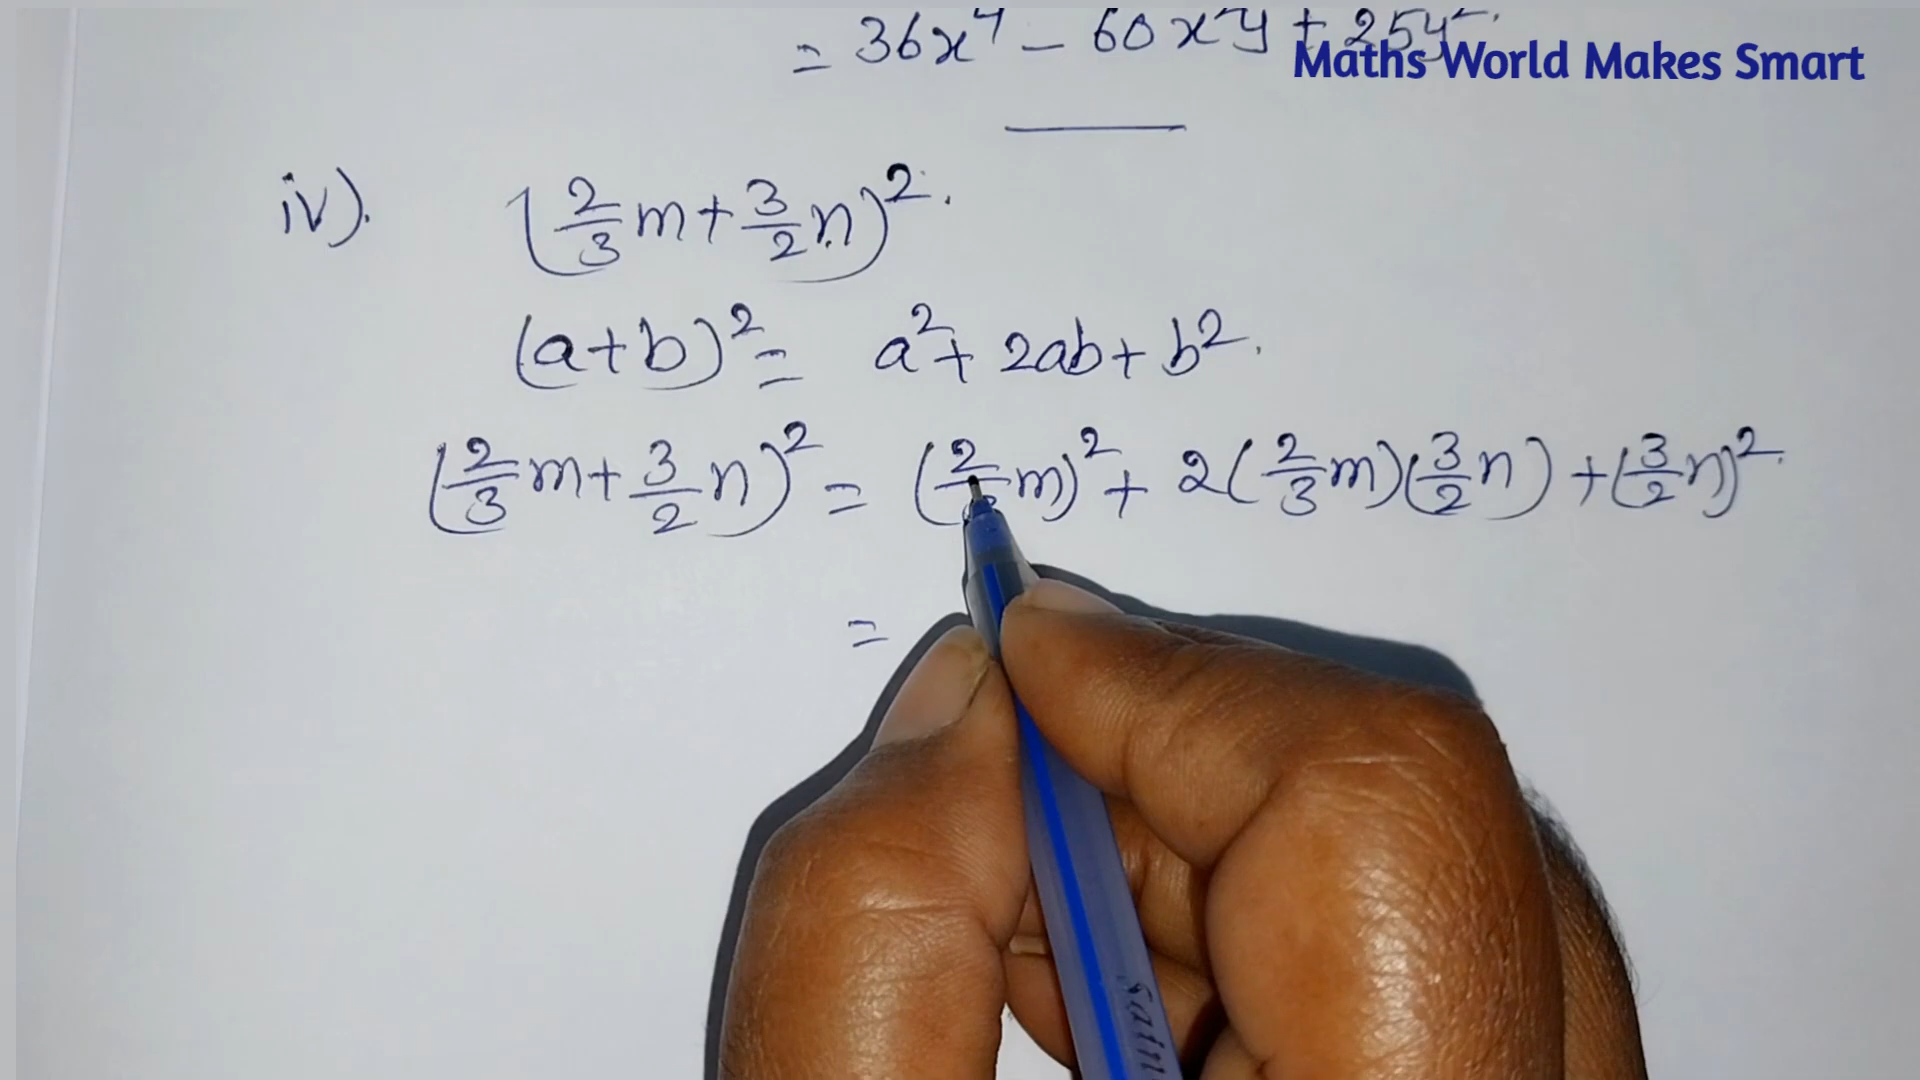 = 36x⁴ - 60x²y + 25y².
Maths World Makes Smart
iv). (2/3 m + 3/2 n)².
(a+b)² = a² + 2ab + b².
(2/3 m + 3/2 n)² = (2/3 m)² + 2(2/3 m)(3/2 n) + (3/2 n)².
=